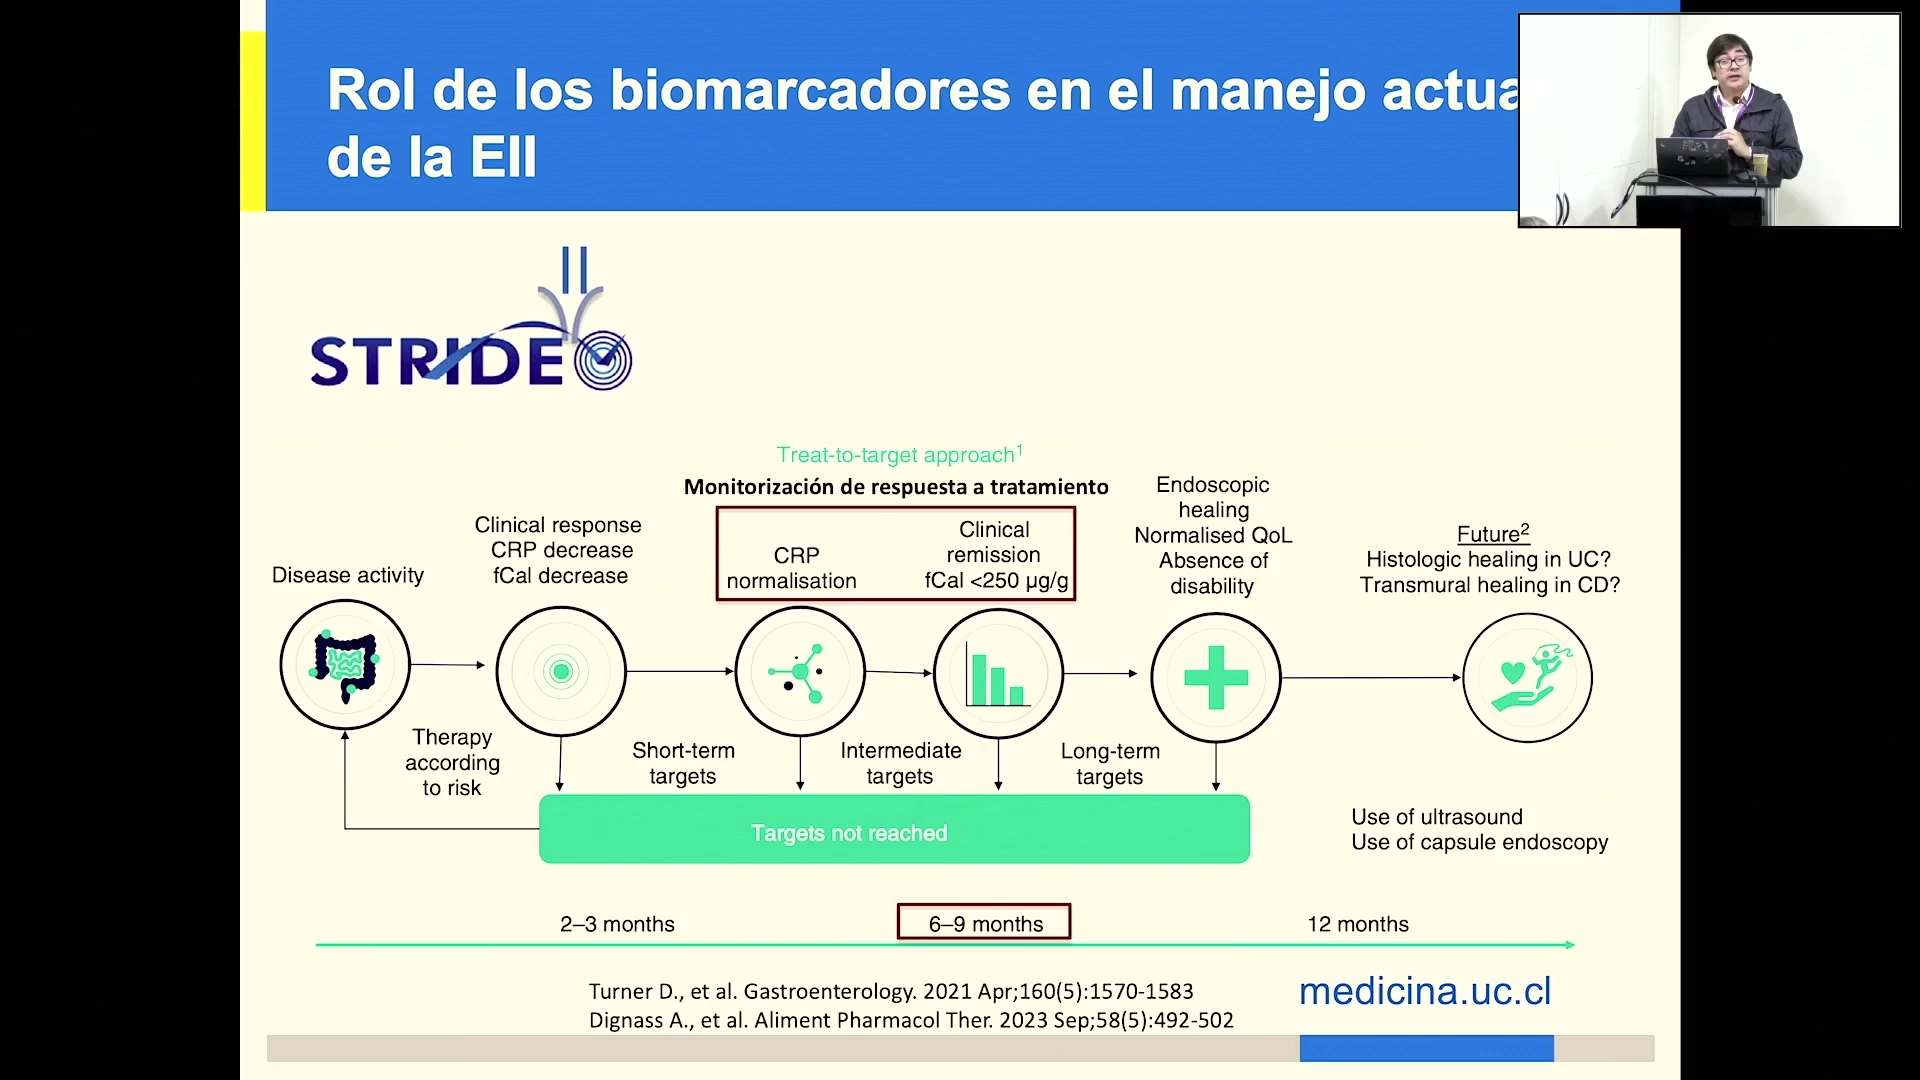 Rol de los biomarcadores en el manejo actua
de la EII
II
STRIDE
Treat-to-target approach¹
Monitorización de respuesta a tratamiento
Disease activity
Clinical response
CRP decrease
fCal decrease
CRP
normalisation
Clinical
remission
fCal <250 µg/g
Endoscopic
healing
Normalised QoL
Absence of
disability
Future²
Histologic healing in UC?
Transmural healing in CD?
Therapy
according
to risk
Short-term
targets
Intermediate
targets
Long-term
targets
Targets not reached
Use of ultrasound
Use of capsule endoscopy
2–3 months
6–9 months
12 months
Turner D., et al. Gastroenterology. 2021 Apr;160(5):1570-1583
Dignass A., et al. Aliment Pharmacol Ther. 2023 Sep;58(5):492-502
medicina.uc.cl